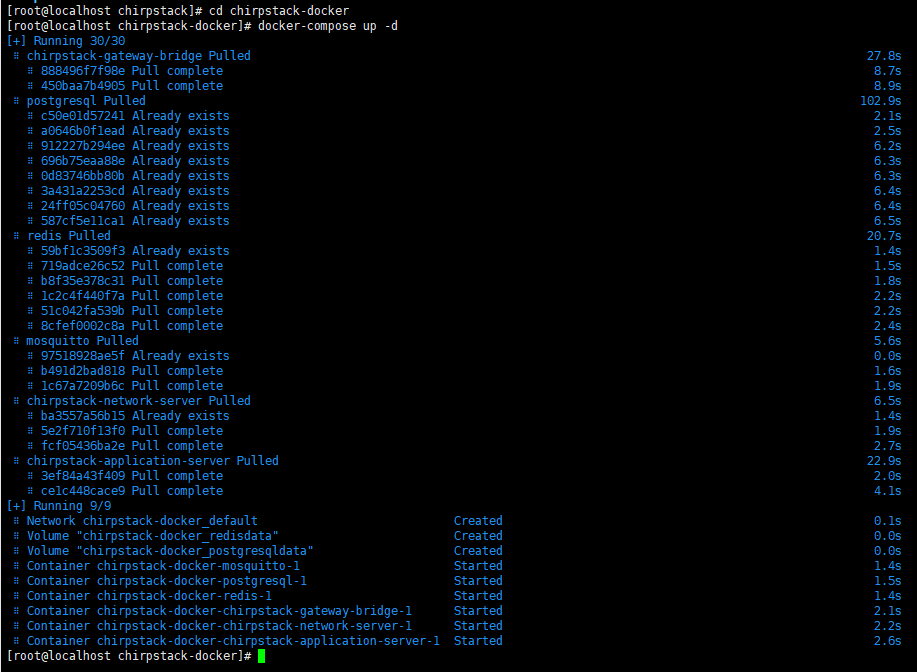 [root@localhost chirpstack]# cd chirpstack-docker
[root@localhost chirpstack-docker]# docker-compose up -d
[+] Running 30/30
⠿ chirpstack-gateway-bridge Pulled 27.8s
⠿ 888496f7f98e Pull complete 8.7s
⠿ 450baa7b4905 Pull complete 8.9s
⠿ postgresql Pulled 102.9s
⠿ c50e01d57241 Already exists 2.1s
⠿ a0646b0f1ead Already exists 2.5s
⠿ 912227b294ee Already exists 6.2s
⠿ 696b75eaa88e Already exists 6.3s
⠿ 0d83746bb80b Already exists 6.3s
⠿ 3a431a2253cd Already exists 6.4s
⠿ 24ff05c04760 Already exists 6.4s
⠿ 587cf5e11ca1 Already exists 6.5s
⠿ redis Pulled 20.7s
⠿ 59bf1c3509f3 Already exists 1.4s
⠿ 719adce26c52 Pull complete 1.5s
⠿ b8f35e378c31 Pull complete 1.8s
⠿ 1c2c4f440f7a Pull complete 2.2s
⠿ 51c042fa539b Pull complete 2.2s
⠿ 8cfef0002c8a Pull complete 2.4s
⠿ mosquitto Pulled 5.6s
⠿ 97518928ae5f Already exists 0.0s
⠿ b491d2bad818 Pull complete 1.6s
⠿ 1c67a7209b6c Pull complete 1.9s
⠿ chirpstack-network-server Pulled 6.5s
⠿ ba3557a56b15 Already exists 1.4s
⠿ 5e2f710f13f0 Pull complete 1.9s
⠿ fcf05436ba2e Pull complete 2.7s
⠿ chirpstack-application-server Pulled 22.9s
⠿ 3ef84a43f409 Pull complete 2.0s
⠿ ce1c448cace9 Pull complete 4.1s
[+] Running 9/9
⠿ Network chirpstack-docker_default Created 0.1s
⠿ Volume "chirpstack-docker_redisdata" Created 0.0s
⠿ Volume "chirpstack-docker_postgresqldata" Created 0.0s
⠿ Container chirpstack-docker-mosquitto-1 Started 1.4s
⠿ Container chirpstack-docker-postgresql-1 Started 1.5s
⠿ Container chirpstack-docker-redis-1 Started 1.4s
⠿ Container chirpstack-docker-chirpstack-gateway-bridge-1 Started 2.1s
⠿ Container chirpstack-docker-chirpstack-network-server-1 Started 2.2s
⠿ Container chirpstack-docker-chirpstack-application-server-1 Started 2.6s
[root@localhost chirpstack-docker]#